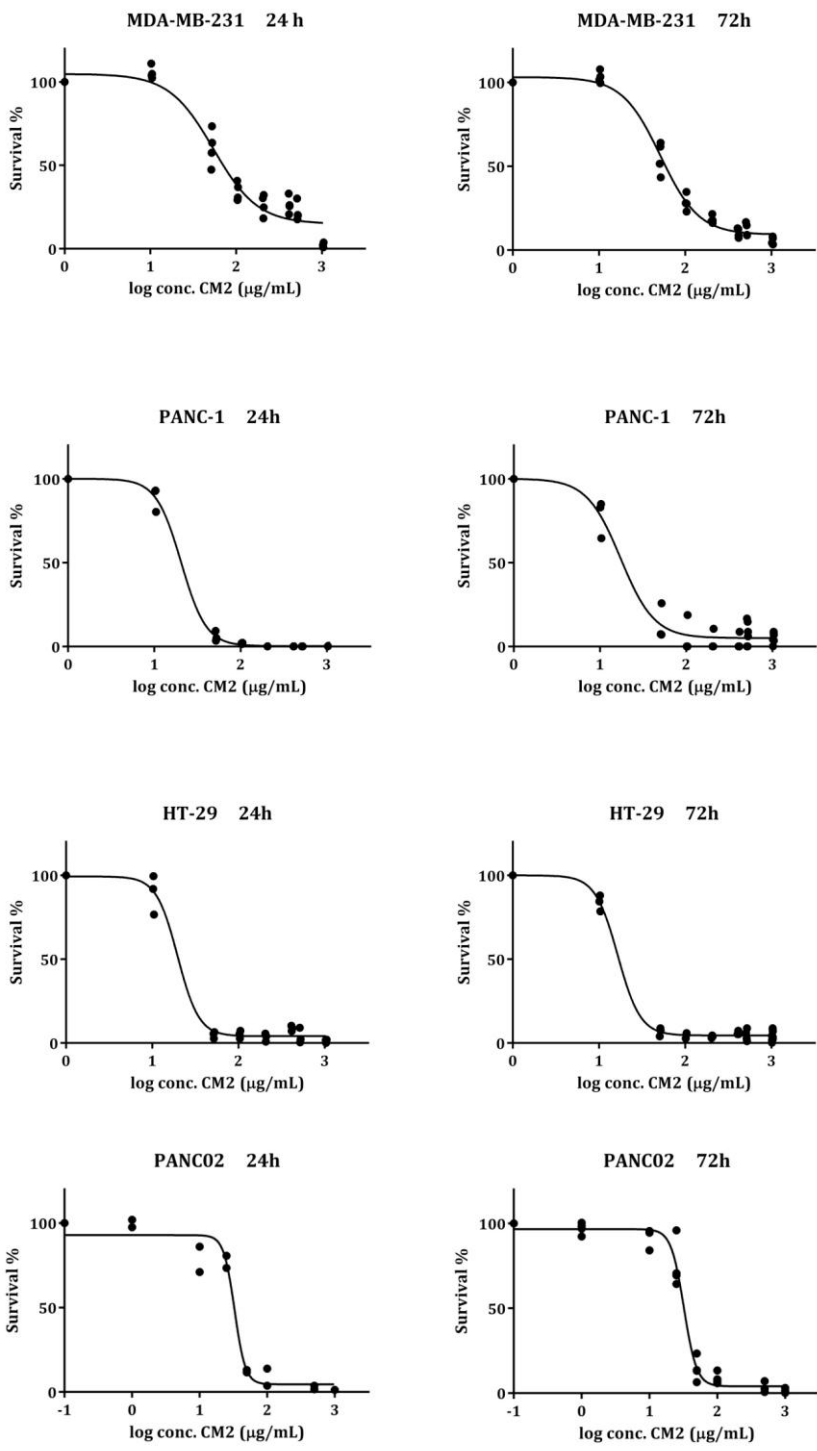 MDA-MB-231 24 h
Survival %
100
50
0
0 1 2 3
log conc. CM2 (µg/mL)
MDA-MB-231 72h
Survival %
100
50
0
0 1 2 3
log conc. CM2 (µg/mL)
PANC-1 24h
Survival %
100
50
0
0 1 2 3
log conc. CM2 (µg/mL)
PANC-1 72h
Survival %
100
50
0
0 1 2 3
log conc. CM2 (µg/mL)
HT-29 24h
Survival %
100
50
0
0 1 2 3
log conc. CM2 (µg/mL)
HT-29 72h
Survival %
100
50
0
0 1 2 3
log conc. CM2 (µg/mL)
PANC02 24h
Survival %
100
50
0
-1 0 1 2 3
log conc. CM2 (µg/mL)
PANC02 72h
Survival %
100
50
0
-1 0 1 2 3
log conc. CM2 (µg/mL)